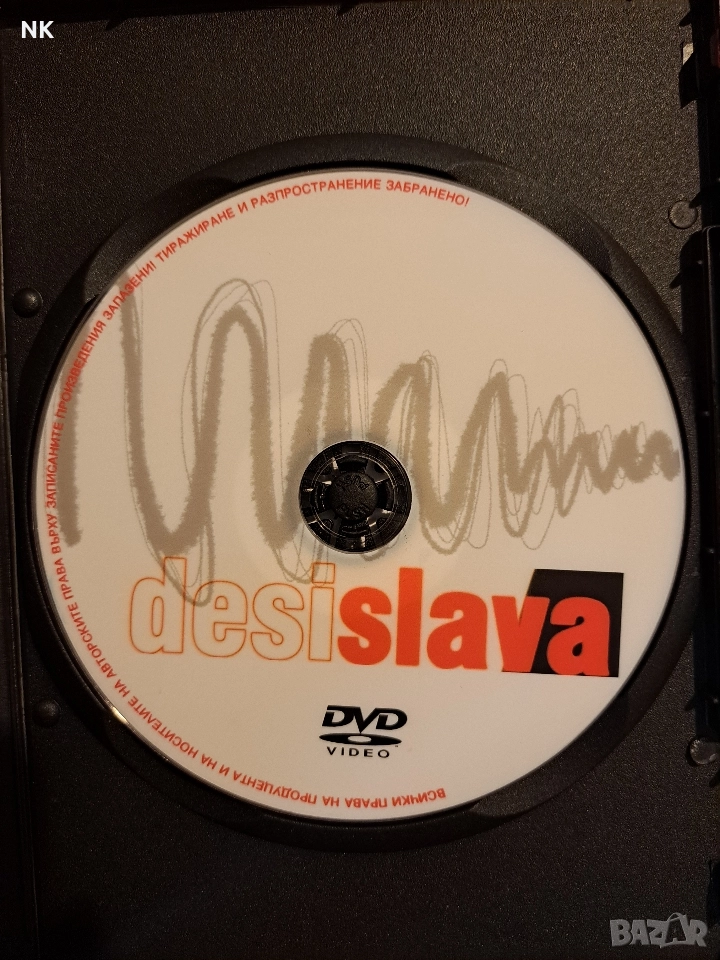 NK
ВСИЧКИ ПРАВА НА ПРОДУЦЕНТА И НА НОСИТЕЛИТЕ НА АВТОРСКИТЕ ПРАВА ВЪРХУ ЗАПИСАНИТЕ ПРОИЗВЕДЕНИЯ ЗАПАЗЕНИ! ТИРАЖИРАНЕ И РАЗПРОСТРАНЕНИЕ ЗАБРАНЕНО!
desislava
DVD
VIDEO™
BAZAR